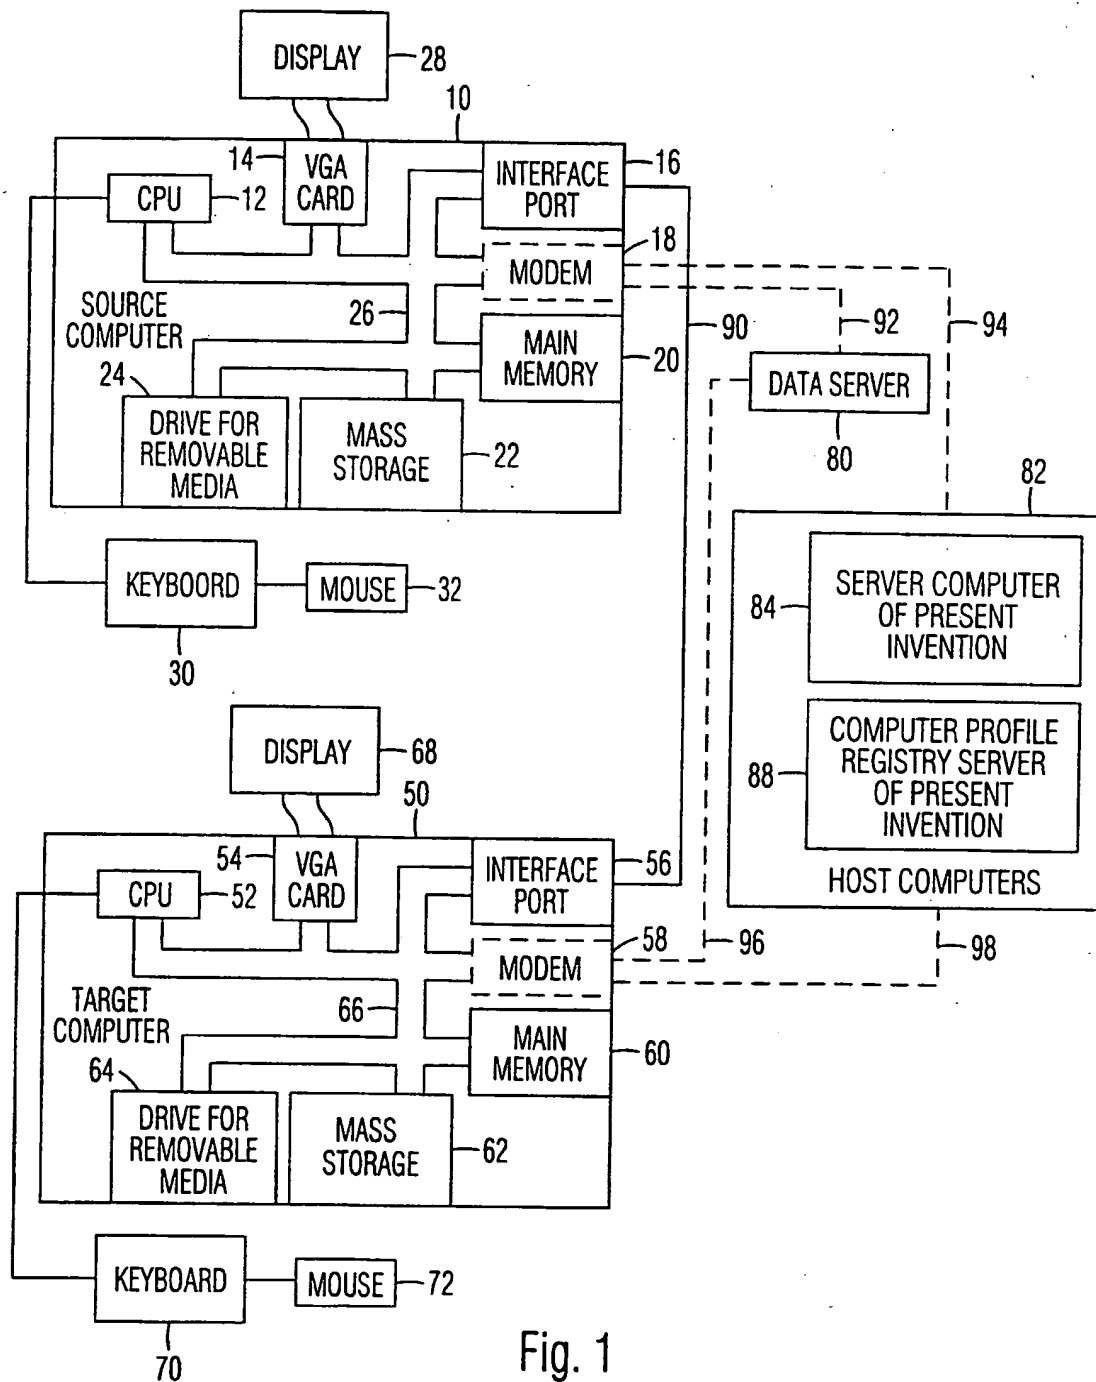 DISPLAY
28
10
14
VGA
CARD
INTERFACE
PORT
16
CPU
12
18
MODEM
SOURCE
COMPUTER
26
MAIN
MEMORY
20
90
92
94
24
DRIVE FOR
REMOVABLE
MEDIA
MASS
STORAGE
22
DATA SERVER
80
82
KEYBOORD
30
MOUSE
32
84
SERVER COMPUTER
OF PRESENT
INVENTION
88
COMPUTER PROFILE
REGISTRY SERVER
OF PRESENT
INVENTION
HOST COMPUTERS
DISPLAY
68
50
54
VGA
CARD
INTERFACE
PORT
56
CPU
52
58
MODEM
96
98
TARGET
COMPUTER
66
MAIN
MEMORY
60
64
DRIVE FOR
REMOVABLE
MEDIA
MASS
STORAGE
62
KEYBOARD
70
MOUSE
72
Fig. 1